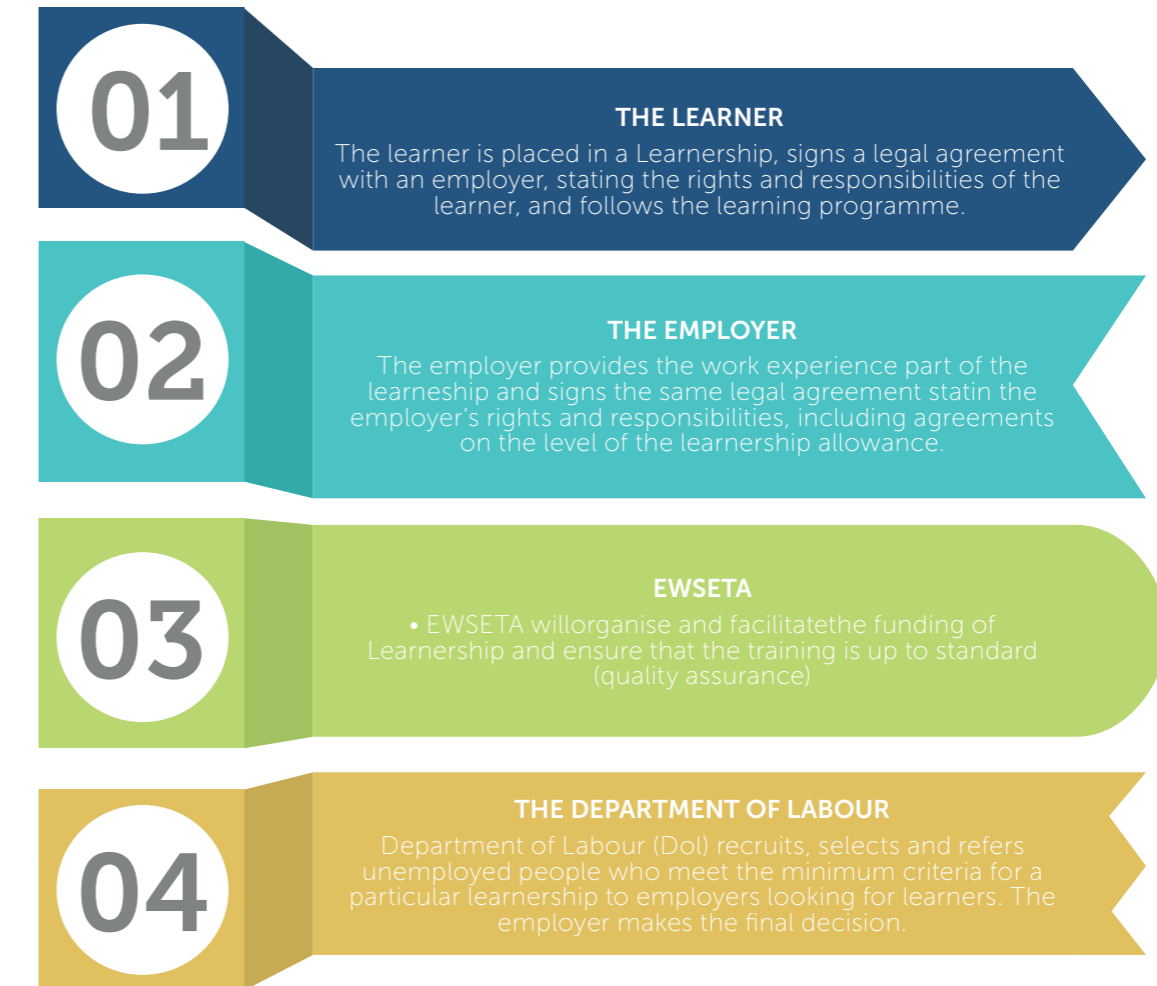 01
THE LEARNER
The learner is placed in a Learnership, signs a legal agreement
with an employer, stating the rights and responsibilities of the
learner, and follows the learning programme.
02
THE EMPLOYER
The employer provides the work experience part of the
learneship and signs the same legal agreement statin the
employer's rights and responsibilities, including agreements
on the level of the learnership allowance.
03
EWSETA
• EWSETA willorganise and facilitatethe funding of
Learnership and ensure that the training is up to standard
(quality assurance)
04
THE DEPARTMENT OF LABOUR
Department of Labour (Dol) recruits, selects and refers
unemployed people who meet the minimum criteria for a
particular learnership to employers looking for learners. The
employer makes the final decision.